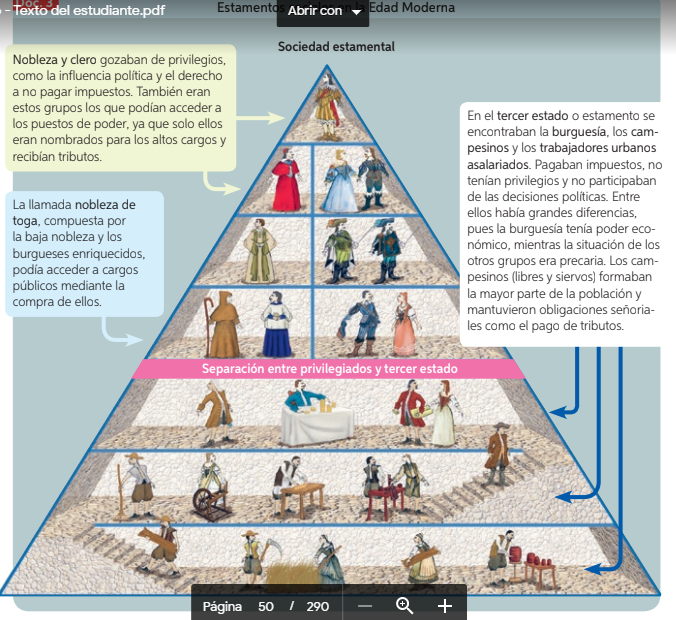 Doc. 3
- Texto del estudiante.pdf
Estamentos en la Edad Moderna
Abrir con
Sociedad estamental
Nobleza y clero gozaban de privilegios,
como la influencia política y el derecho
a no pagar impuestos. También eran
estos grupos los que podían acceder a
los puestos de poder, ya que solo ellos
eran nombrados para los altos cargos y
recibían tributos.
La llamada nobleza de
toga, compuesta por
la baja nobleza y los
burgueses enriquecidos,
podía acceder a cargos
públicos mediante la
compra de ellos.
En el tercer estado o estamento se
encontraban la burguesía, los cam-
pesinos y los trabajadores urbanos
asalariados. Pagaban impuestos, no
tenían privilegios y no participaban
de las decisiones políticas. Entre
ellos había grandes diferencias,
pues la burguesía tenía poder eco-
nómico, mientras la situación de los
otros grupos era precaria. Los cam-
pesinos (libres y siervos) formaban
la mayor parte de la población y
mantuvieron obligaciones señoria-
les como el pago de tributos.
Separación entre privilegiados y tercer estado
Página 50 / 290